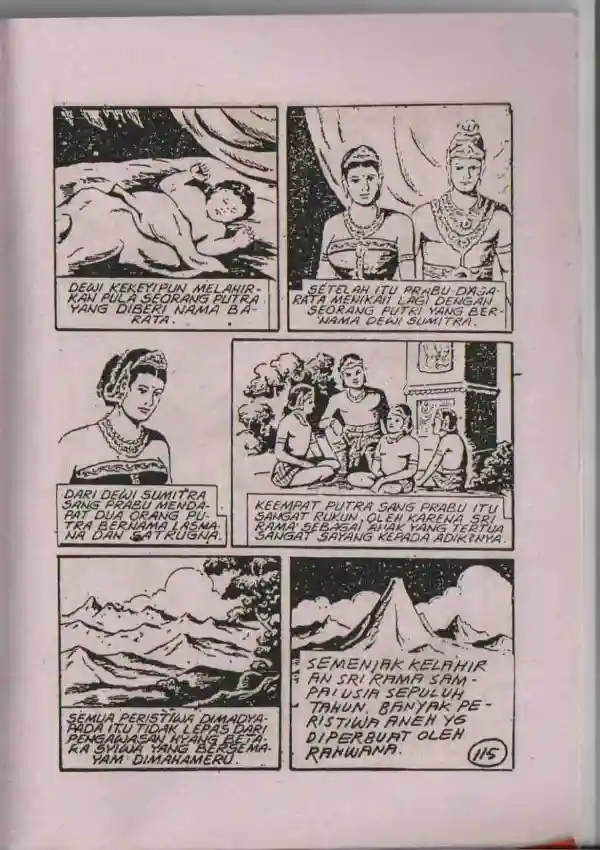 DEWI KEKEYIPUN MELAHIR-
KAN PULA SEORANG PUTRA
YANG DIBERI NAMA BA-
RATA.
SETELAH ITU PRABU DASA-
RATA MENIKAH LAGI DENGAN
SEORANG PUTRI YANG BER-
NAMA DEWI SUMITRA.
DARI DEWI SUMITRA
SANG PRABU MENDA-
PAT DUA ORANG PU-
TRA BERNAMA LASMA-
NA DAN SATRUGNA.
KEEMPAT PUTRA SANG PRABU ITU
SANGAT RUKUN, OLEH KARENA SRI
RAMA SEBAGAI ANAK YANG TERTUA
SANGAT SAYANG KEPADA ADIKNYA.
SEMUA PERISTIWA DIMADYA-
PADA ITU TIDAK LEPAS DARI
PENGAWASAN HYANG BETA-
RA SYIWA YANG BERSEMA-
YAM DIMAHAMERU.
SEMENJAK KELAHIR
AN SRI RAMA SAM-
PAI USIA SEPULUH
TAHUN, BANYAK PE-
RISTIWA ANEH YG
DIPERBUAT OLEH
RAHWANA.
115